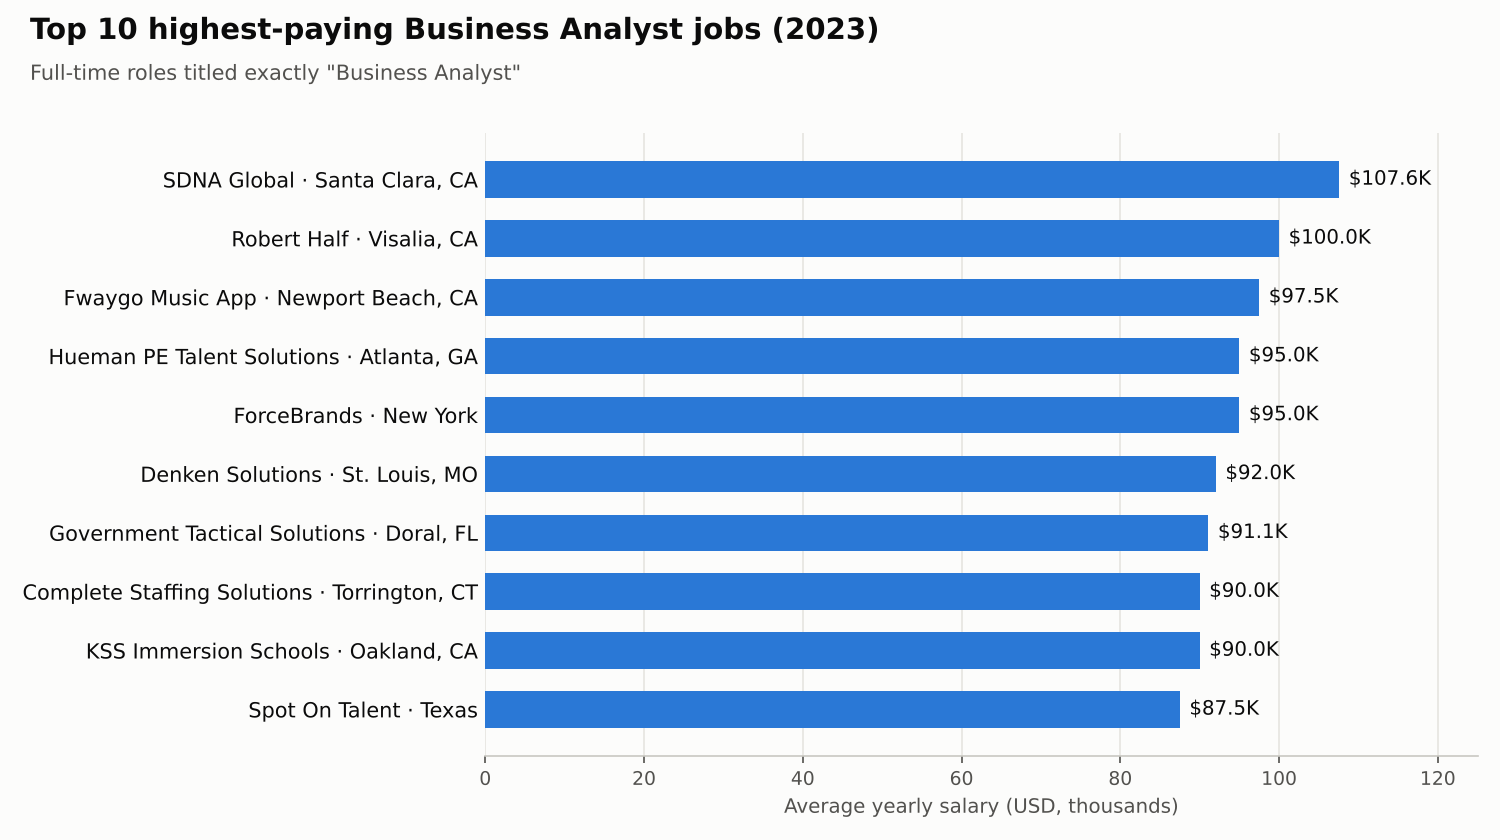 Top 10 highest-paying Business Analyst jobs (2023)
Full-time roles titled exactly "Business Analyst"
SDNA Global · Santa Clara, CA $107.6K
Robert Half · Visalia, CA $100.0K
Fwaygo Music App · Newport Beach, CA $97.5K
Hueman PE Talent Solutions · Atlanta, GA $95.0K
ForceBrands · New York $95.0K
Denken Solutions · St. Louis, MO $92.0K
Government Tactical Solutions · Doral, FL $91.1K
Complete Staffing Solutions · Torrington, CT $90.0K
KSS Immersion Schools · Oakland, CA $90.0K
Spot On Talent · Texas $87.5K
0 20 40 60 80 100 120
Average yearly salary (USD, thousands)